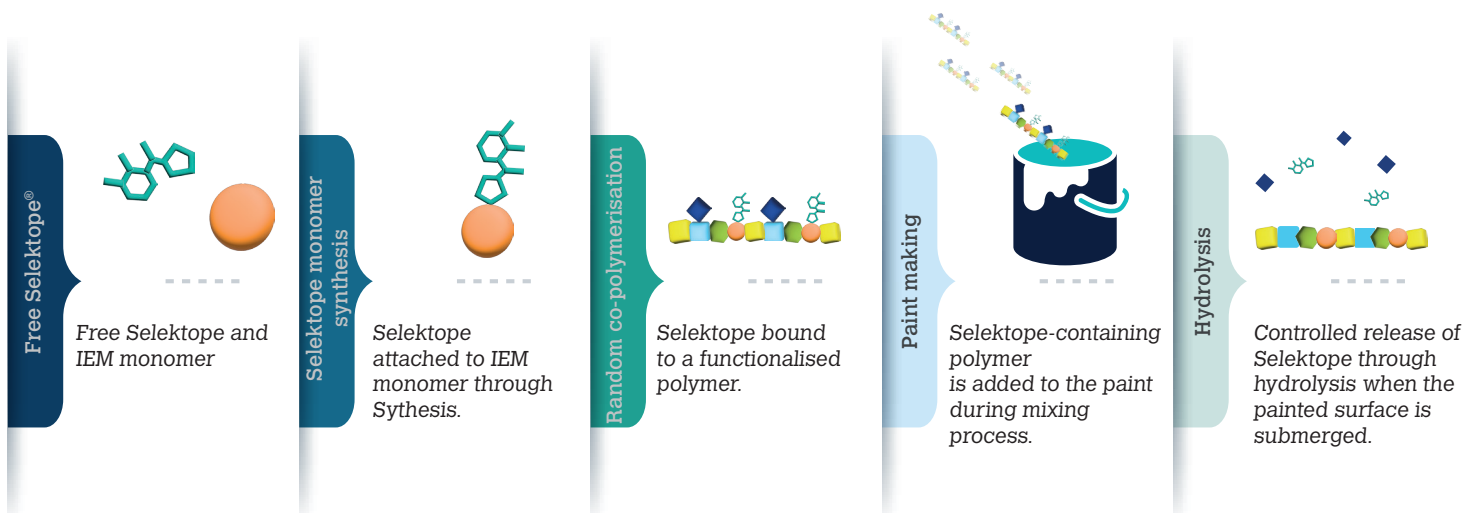 Free Selektope®
Free Selektope and
IEM monomer
Selektope monomer
synthesis
Selektope
attached to IEM
monomer through
Sythesis.
Random co-polymerisation
Selektope bound
to a functionalised
polymer.
Paint making
Selektope-containing
polymer
is added to the paint
during mixing
process.
Hydrolysis
Controlled release of
Selektope through
hydrolysis when the
painted surface is
submerged.